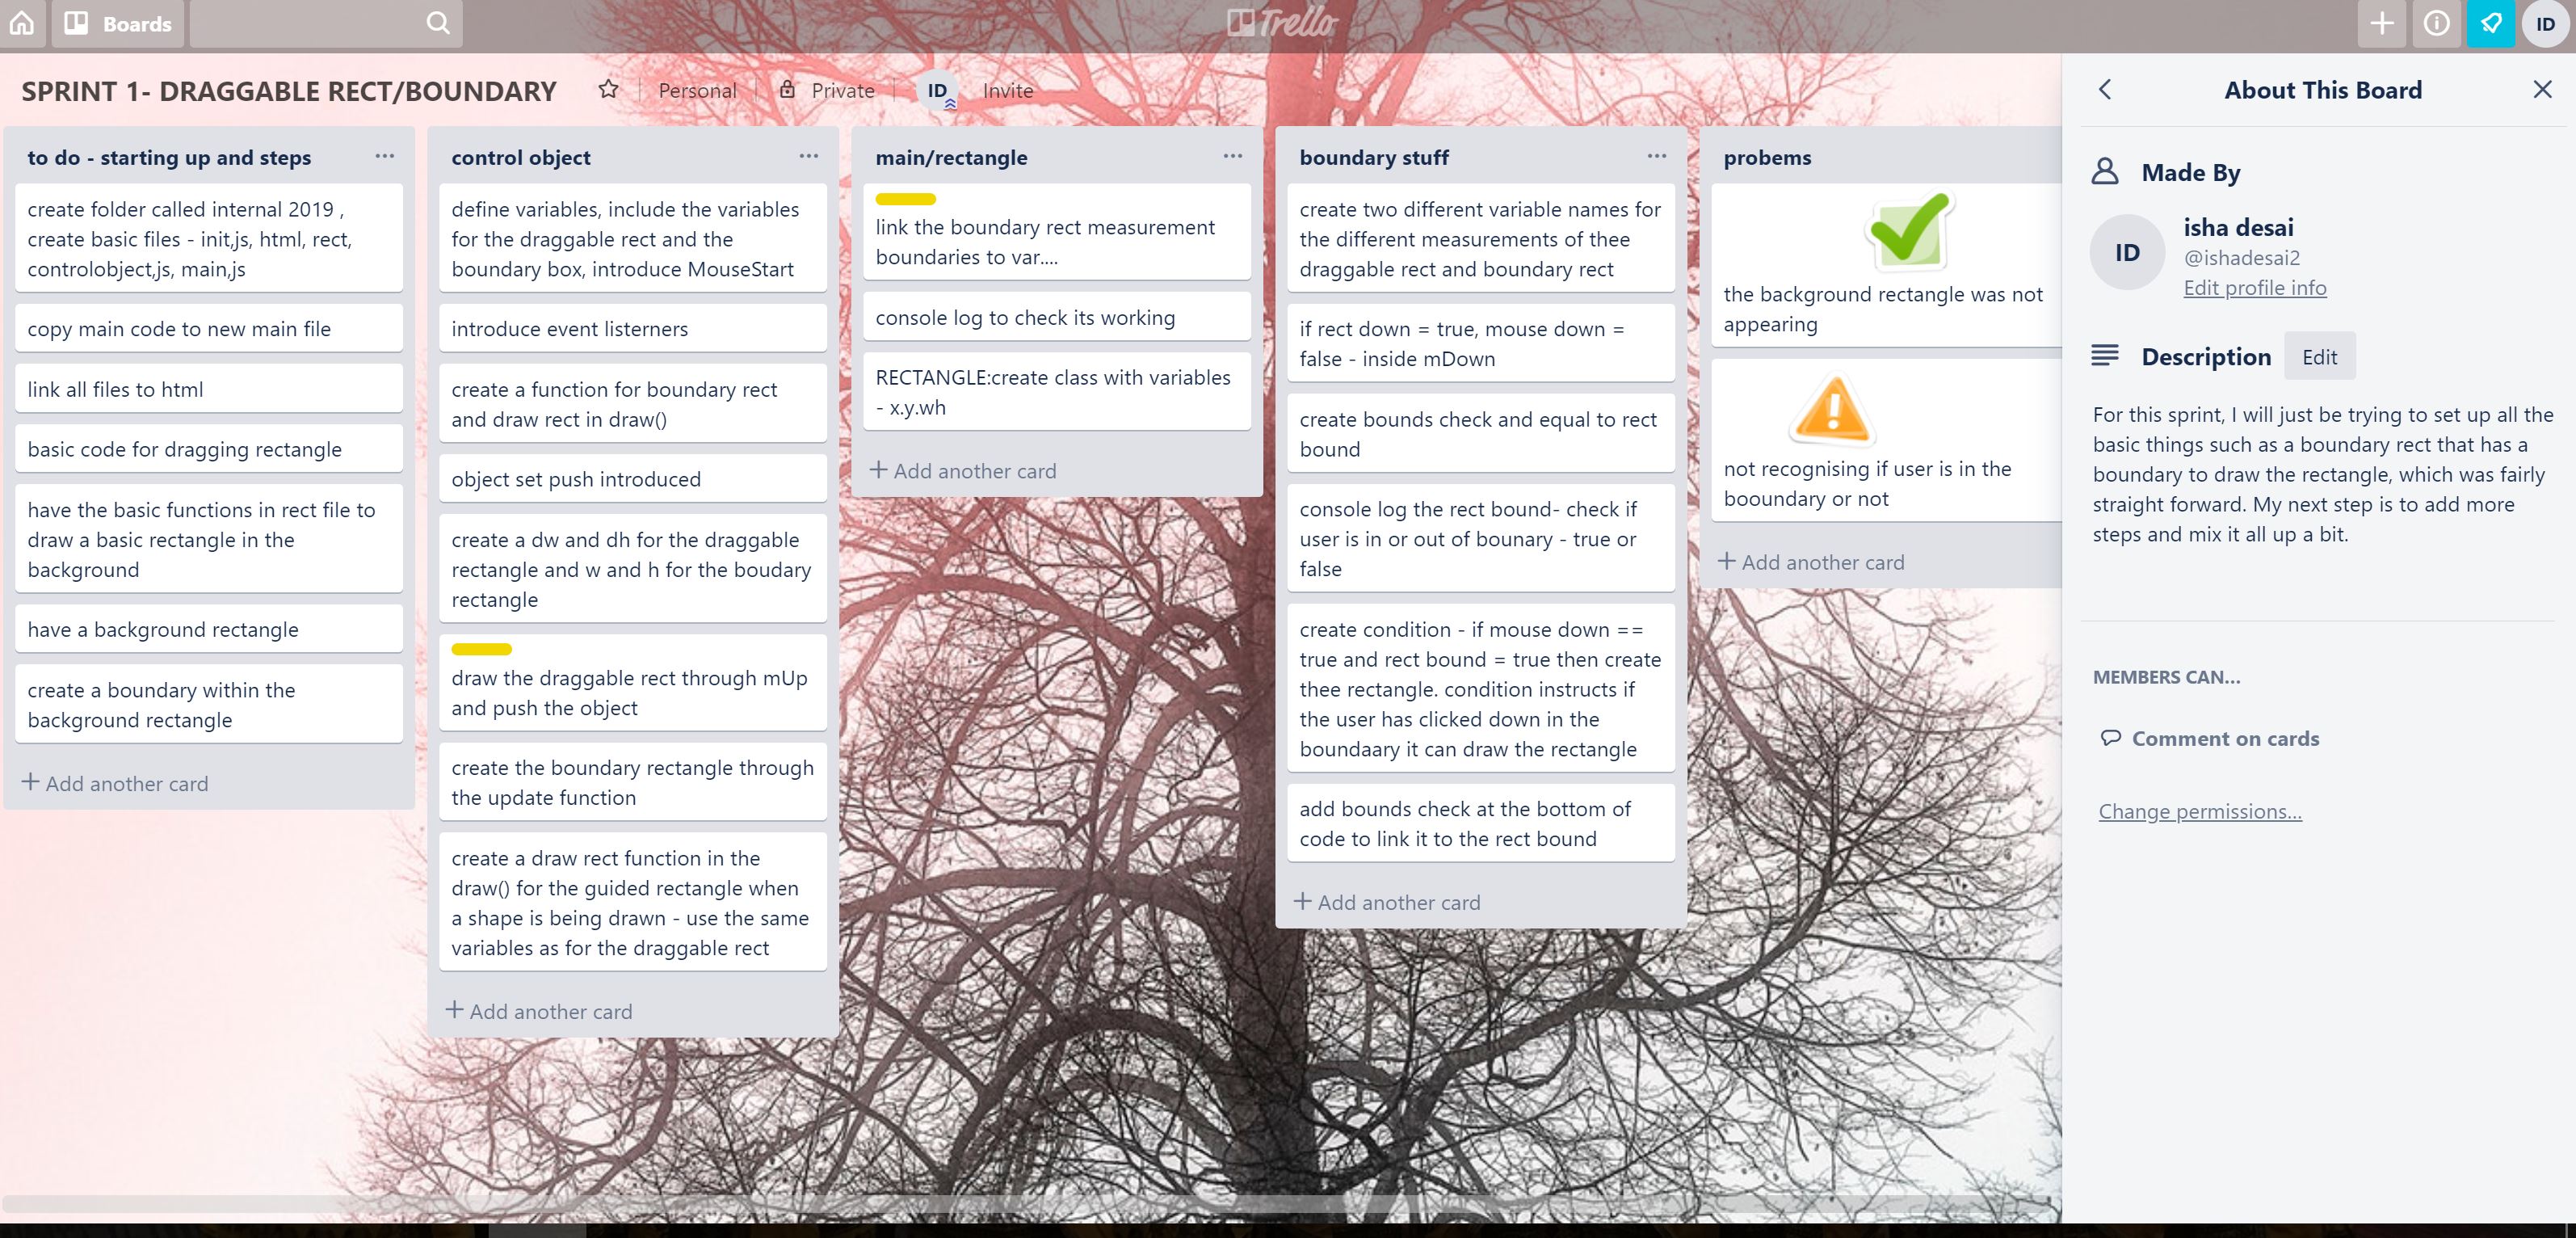 Boards
Trello
ID
SPRINT 1- DRAGGABLE RECT/BOUNDARY
Personal
Private
ID
Invite
to do - starting up and steps
create folder called internal 2019 ,
create basic files - init,js, html, rect,
controlobject,js, main,js
copy main code to new main file
link all files to html
basic code for dragging rectangle
have the basic functions in rect file to
draw a basic rectangle in the
background
have a background rectangle
create a boundary within the
background rectangle
Add another card
control object
define variables, include the variables
for the draggable rect and the
boundary box, introduce MouseStart
introduce event listerners
create a function for boundary rect
and draw rect in draw()
object set push introduced
create a dw and dh for the draggable
rectangle and w and h for the boudary
rectangle
draw the draggable rect through mUp
and push the object
create the boundary rectangle through
the update function
create a draw rect function in the
draw() for the guided rectangle when
a shape is being drawn - use the same
variables as for the draggable rect
Add another card
main/rectangle
link the boundary rect measurement
boundaries to var....
console log to check its working
RECTANGLE:create class with variables
- x.y.wh
Add another card
boundary stuff
create two different variable names for
the different measurements of thee
draggable rect and boundary rect
if rect down = true, mouse down =
false - inside mDown
create bounds check and equal to rect
bound
console log the rect bound- check if
user is in or out of bounary - true or
false
create condition - if mouse down ==
true and rect bound = true then create
thee rectangle. condition instructs if
the user has clicked down in the
boundaary it can draw the rectangle
add bounds check at the bottom of
code to link it to the rect bound
Add another card
probems
the background rectangle was not
appearing
not recognising if user is in the
booundary or not
Add another card
About This Board
Made By
ID
isha desai
@ishadesai2
Edit profile info
Description
Edit
For this sprint, I will just be trying to set up all the
basic things such as a boundary rect that has a
boundary to draw the rectangle, which was fairly
straight forward. My next step is to add more
steps and mix it all up a bit.
MEMBERS CAN...
Comment on cards
Change permissions...